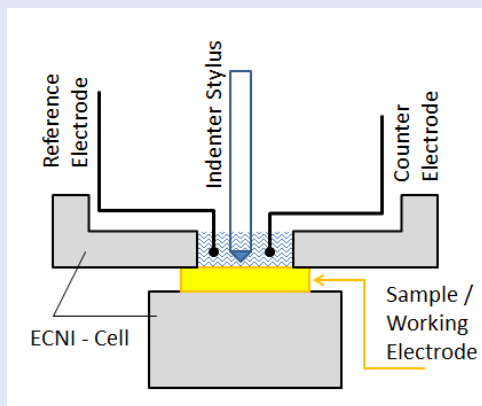 Reference
Electrode
Indenter Stylus
Counter
Electrode
ECNI - Cell
Sample /
Working
Electrode